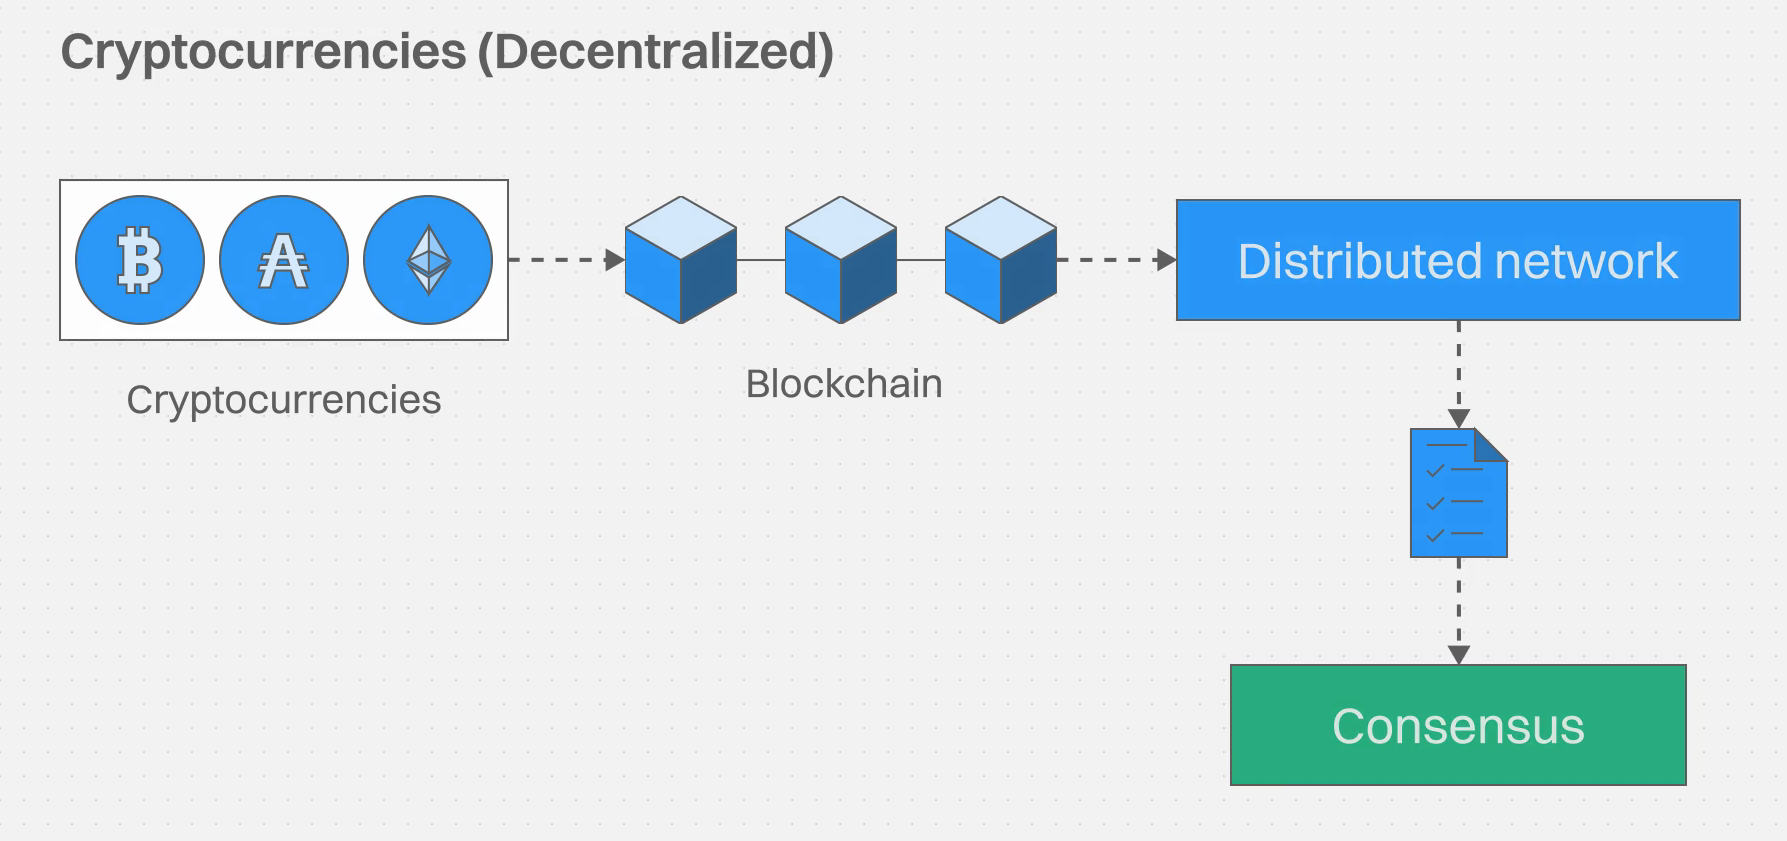 Cryptocurrencies (Decentralized)
Distributed network
Cryptocurrencies
Blockchain
Consensus